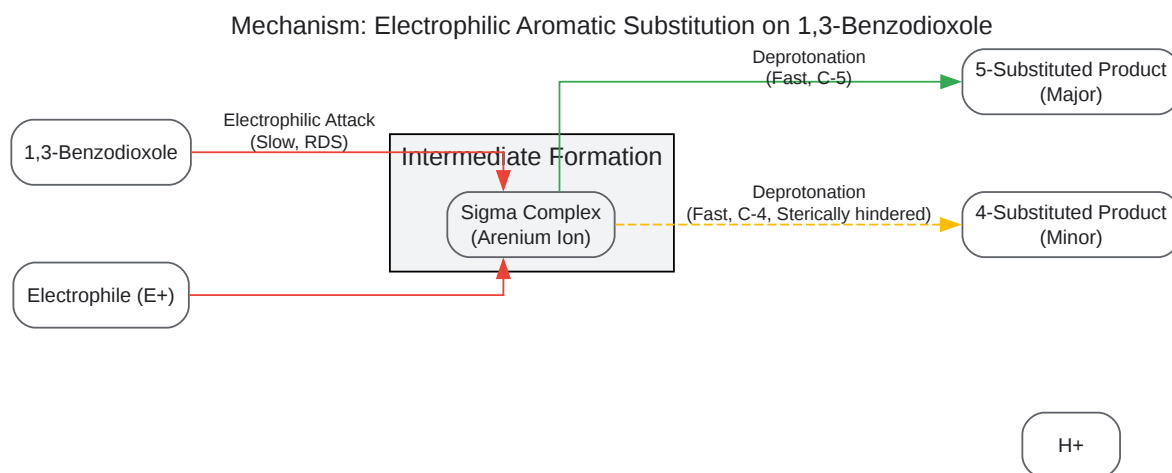 Mechanism: Electrophilic Aromatic Substitution on 1,3-Benzodioxole
Deprotonation
(Fast, C-5)
5-Substituted Product
(Major)
Electrophilic Attack
(Slow, RDS)
1,3-Benzodioxole
Intermediate Formation
Sigma Complex
(Arenium Ion)
Deprotonation
(Fast, C-4, Sterically hindered)
4-Substituted Product
(Minor)
Electrophile (E+)
H+